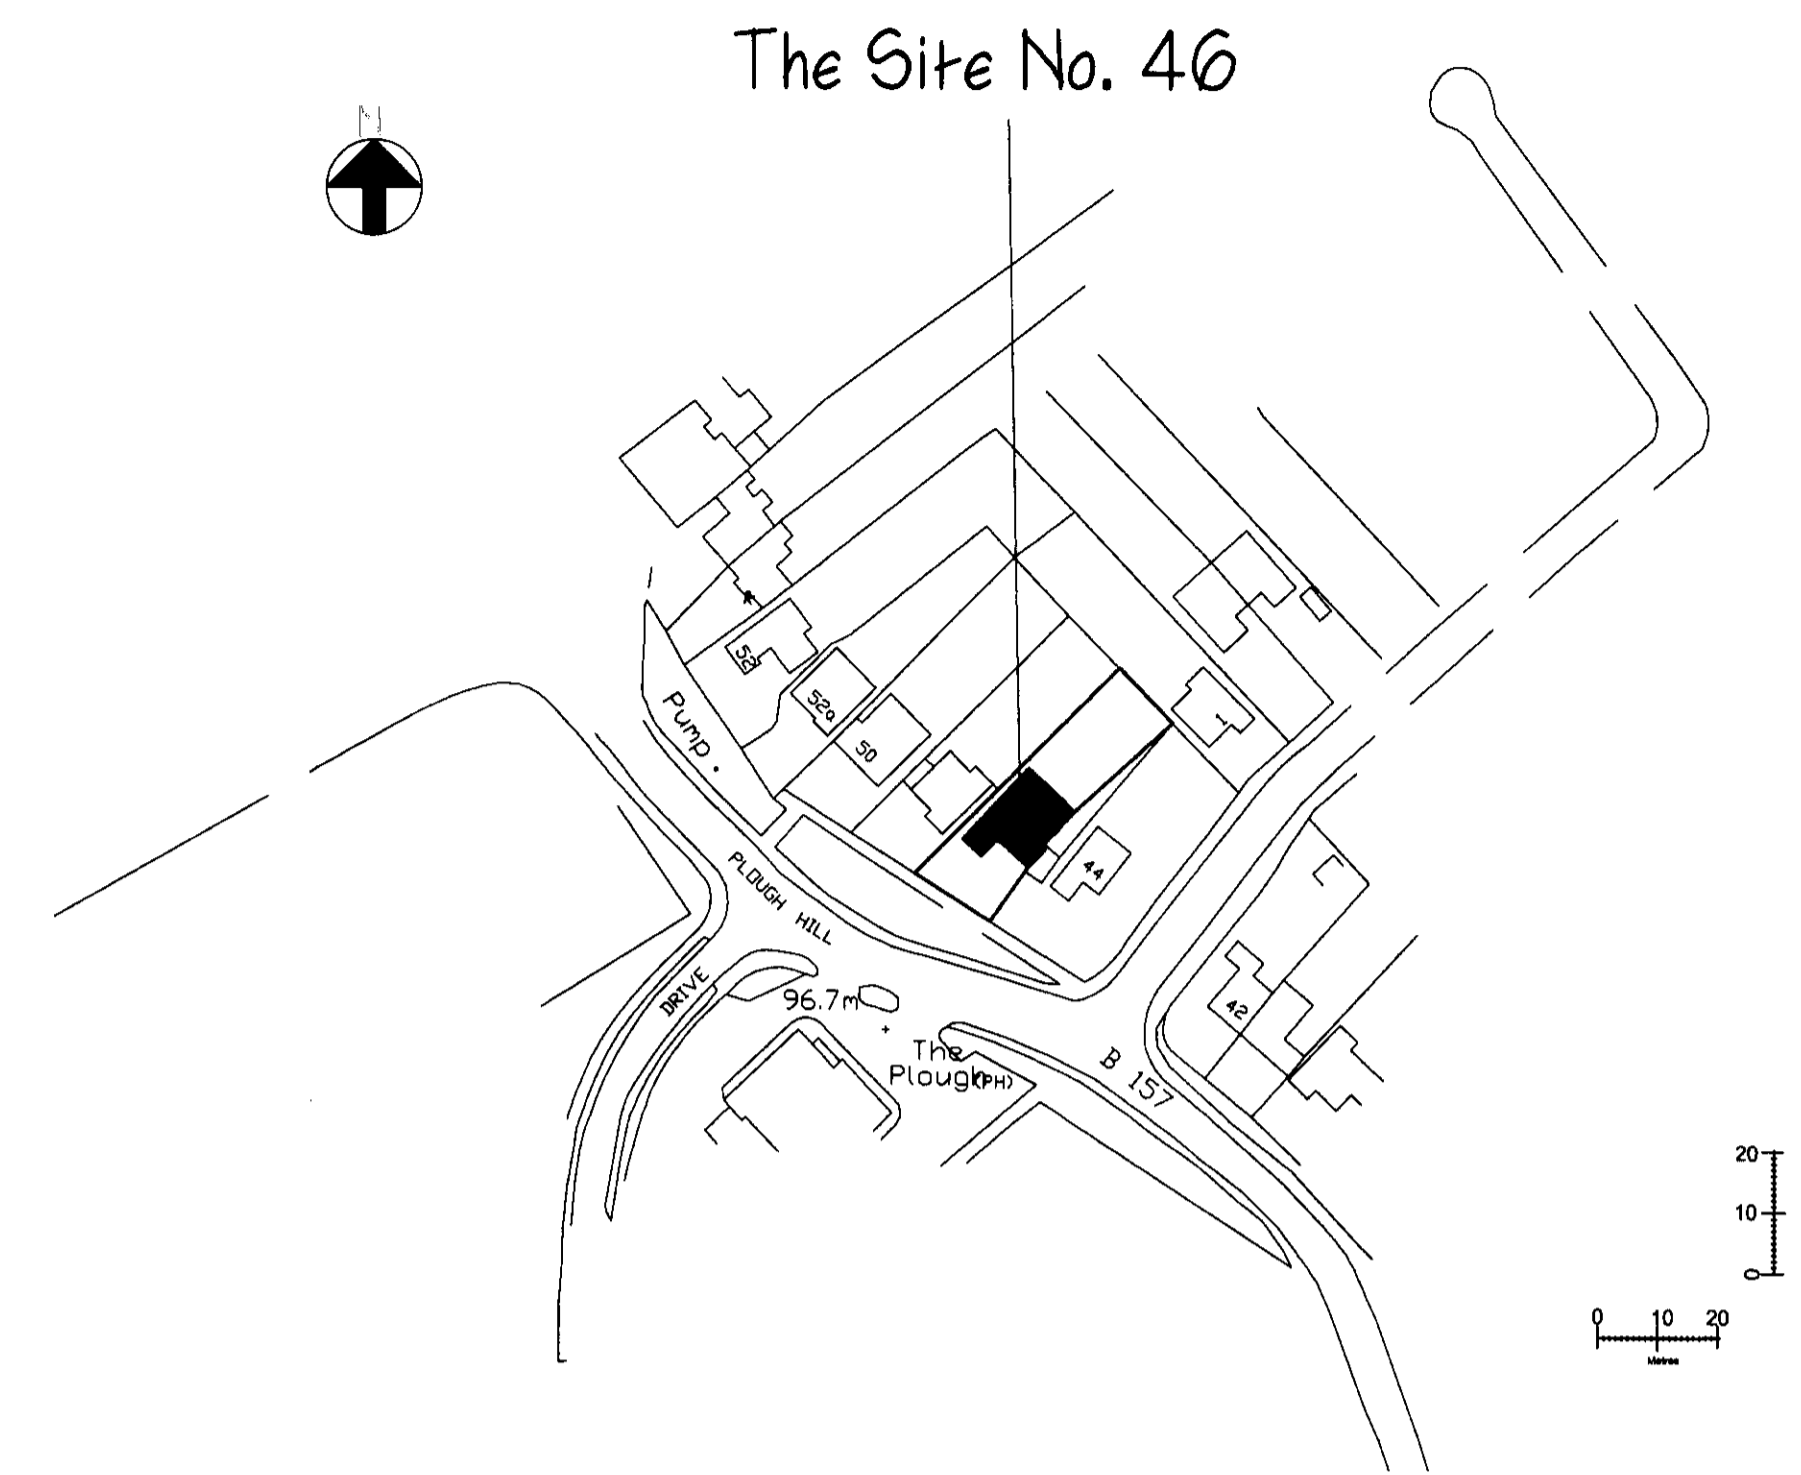 The Site No. 46
N
52
52a
50
Pump
1
44
PLOUGH HILL
DRIVE
96.7m
42
The
Plough(PH)
B 157
20
10
0
0 10 20
Metres